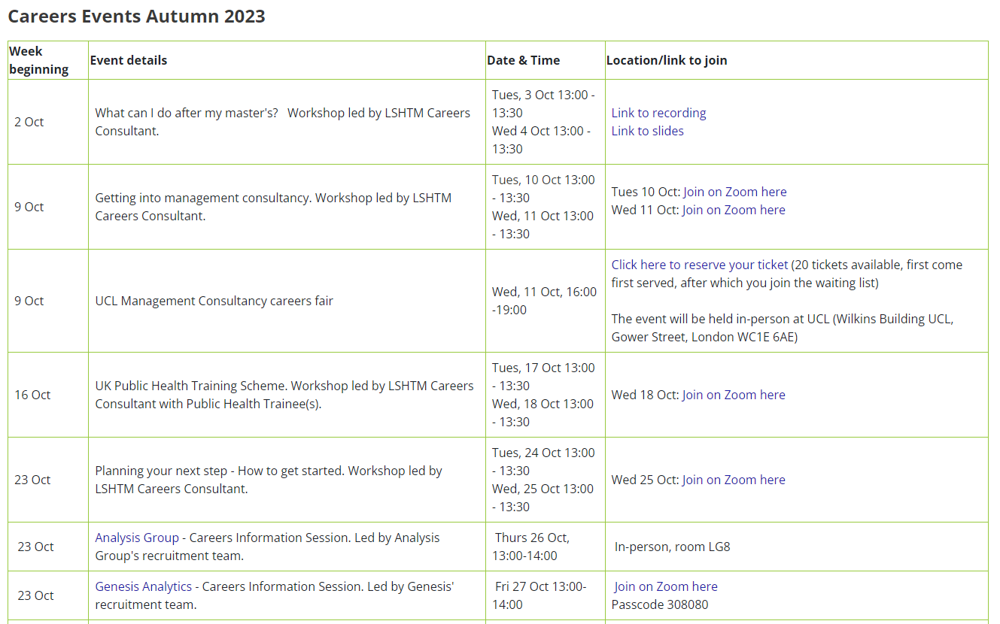 Careers Events Autumn 2023
Week
beginning
Event details
Date & Time
Location/link to join
2 Oct
What can I do after my master's?   Workshop led by LSHTM Careers
Consultant.
Tues, 3 Oct 13:00 -
13:30
Wed 4 Oct 13:00 -
13:30
Link to recording
Link to slides
9 Oct
Getting into management consultancy. Workshop led by LSHTM
Careers Consultant.
Tues, 10 Oct 13:00
- 13:30
Wed, 11 Oct 13:00
- 13:30
Tues 10 Oct: Join on Zoom here
Wed 11 Oct: Join on Zoom here
9 Oct
UCL Management Consultancy careers fair
Wed, 11 Oct, 16:00
-19:00
Click here to reserve your ticket (20 tickets available, first come
first served, after which you join the waiting list)
The event will be held in-person at UCL (Wilkins Building UCL,
Gower Street, London WC1E 6AE)
16 Oct
UK Public Health Training Scheme. Workshop led by LSHTM Careers
Consultant with Public Health Trainee(s).
Tues, 17 Oct 13:00
- 13:30
Wed, 18 Oct 13:00
- 13:30
Wed 18 Oct: Join on Zoom here
23 Oct
Planning your next step - How to get started. Workshop led by
LSHTM Careers Consultant.
Tues, 24 Oct 13:00
- 13:30
Wed, 25 Oct 13:00
- 13:30
Wed 25 Oct: Join on Zoom here
23 Oct
Analysis Group - Careers Information Session. Led by Analysis
Group's recruitment team.
Thurs 26 Oct,
13:00-14:00
In-person, room LG8
23 Oct
Genesis Analytics - Careers Information Session. Led by Genesis'
recruitment team.
Fri 27 Oct 13:00-
14:00
Join on Zoom here
Passcode 308080